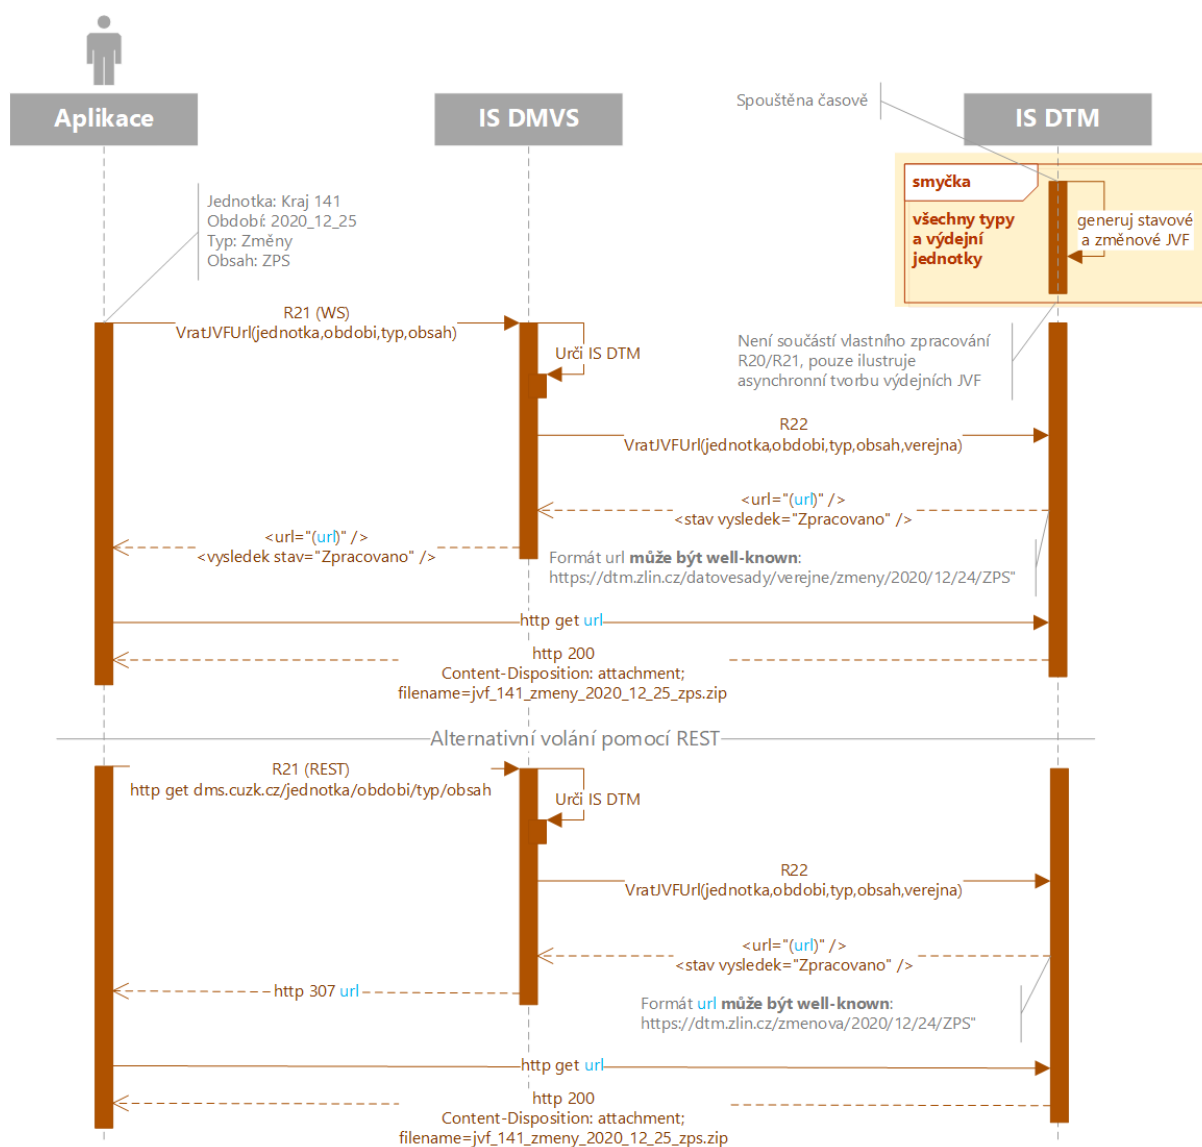 Aplikace
IS DMVS
Spouštěna časově
IS DTM
smyčka
všechny typy
a výdejní
jednotky
generuj stavové
a změnové JVF
Jednotka: Kraj 141
Období: 2020_12_25
Typ: Změny
Obsah: ZPS
R21 (WS)
VratJVFUrl(jednotka,obdobi,typ,obsah)
Urči IS DTM
Není součástí vlastního zpracování
R20/R21, pouze ilustruje
asynchronní tvorbu výdejních JVF
R22
VratJVFUrl(jednotka,obdobi,typ,obsah,verejna)
<url="(url)" />
<stav vysledek="Zpracovano" />
<url="(url)" />
<vysledek stav="Zpracovano" />
Formát url může být well-known:
https://dtm.zlin.cz/datovesady/verejne/zmeny/2020/12/24/ZPS"
http get url
http 200
Content-Disposition: attachment;
filename=jvf_141_zmeny_2020_12_25_zps.zip
Alternativní volání pomocí REST
R21 (REST)
http get dms.cuzk.cz/jednotka/obdobi/typ/obsah
Urči IS DTM
R22
VratJVFUrl(jednotka,obdobi,typ,obsah,verejna)
<url="(url)" />
<stav vysledek="Zpracovano" />
http 307 url
Formát url může být well-known:
https://dtm.zlin.cz/zmenova/2020/12/24/ZPS"
http get url
http 200
Content-Disposition: attachment;
filename=jvf_141_zmeny_2020_12_25_zps.zip